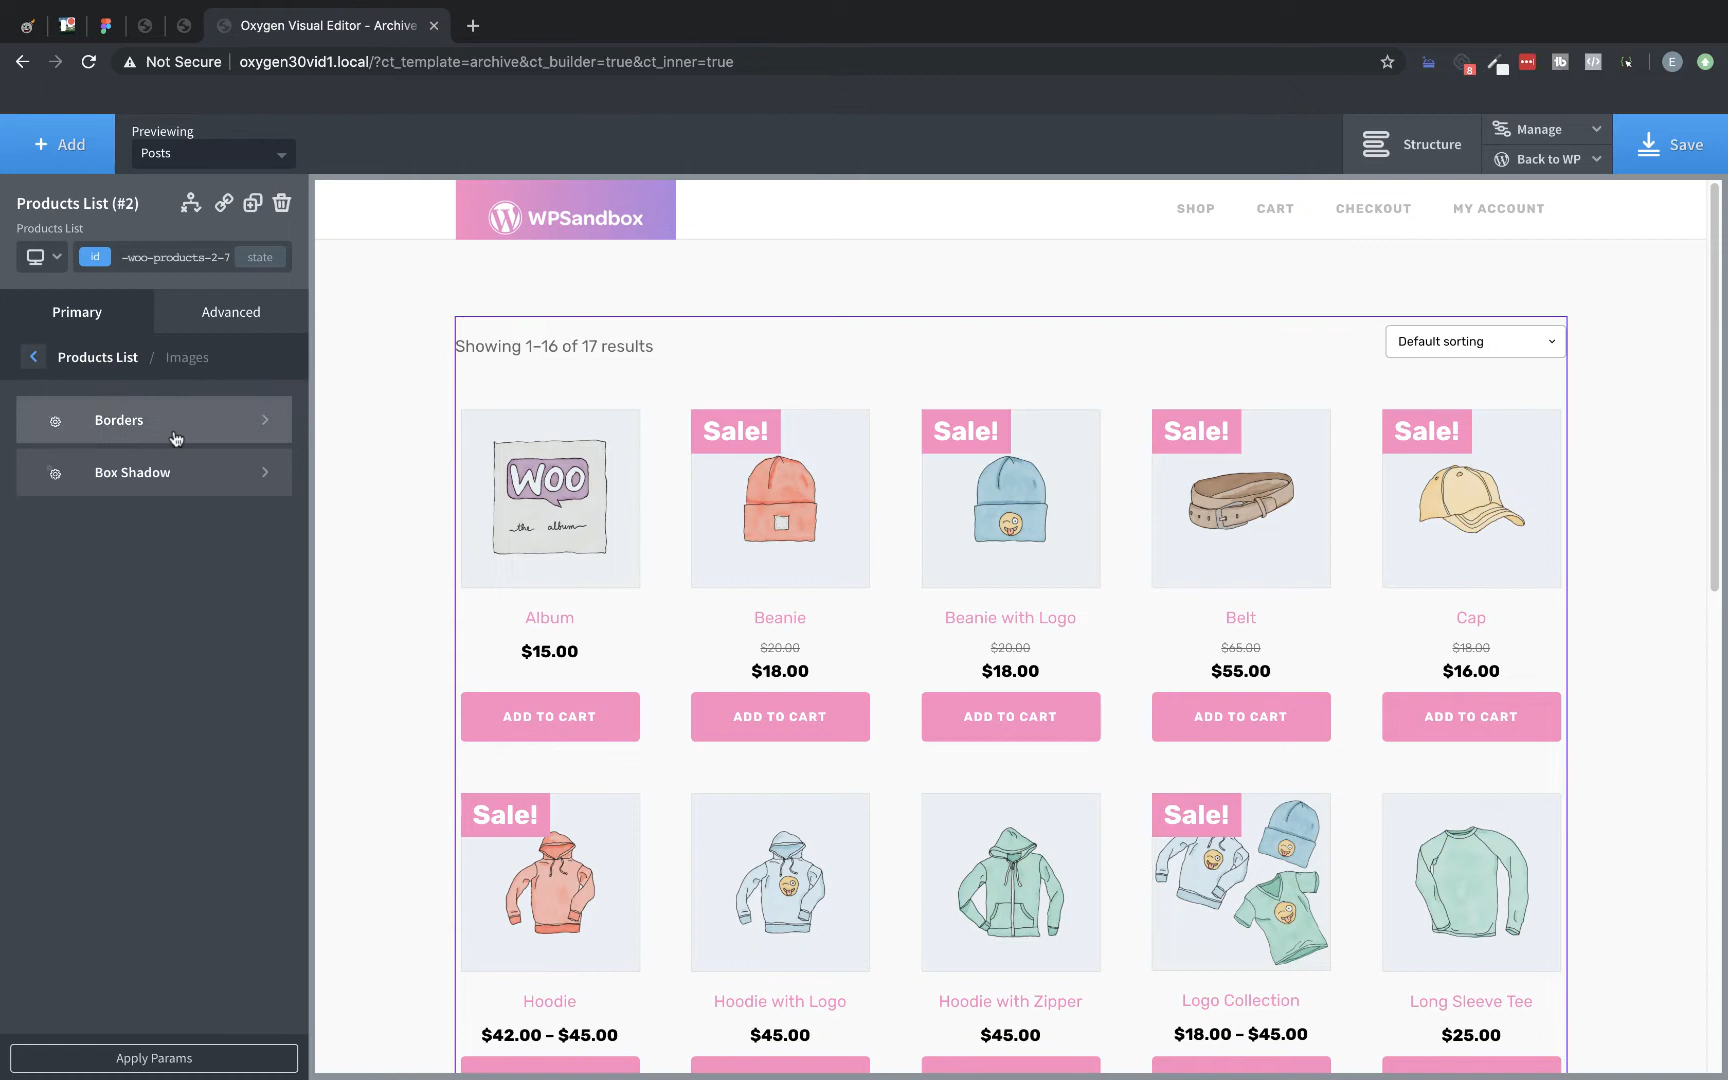 Oxygen Visual Editor - Archive
Not Secure
oxygen30vid1.local/?ct_template=archive&ct_builder=true&ct_inner=true
8
E
+ Add
Previewing
Posts
Structure
Manage
Back to WP
Save
Products List (#2)
Products List
id
-woo-products-2-7
state
Primary
Advanced
Products List / Images
Borders
Box Shadow
Apply Params
WPSandbox
SHOP
CART
CHECKOUT
MY ACCOUNT
Showing 1–16 of 17 results
Default sorting
WOO
the album
Sale!
Sale!
Sale!
Sale!
Album
Beanie
Beanie with Logo
Belt
Cap
$15.00
$20.00
$18.00
$20.00
$18.00
$65.00
$55.00
$18.00
$16.00
ADD TO CART
ADD TO CART
ADD TO CART
ADD TO CART
ADD TO CART
Sale!
Sale!
Hoodie
Hoodie with Logo
Hoodie with Zipper
Logo Collection
Long Sleeve Tee
$42.00 – $45.00
$45.00
$45.00
$18.00 – $45.00
$25.00